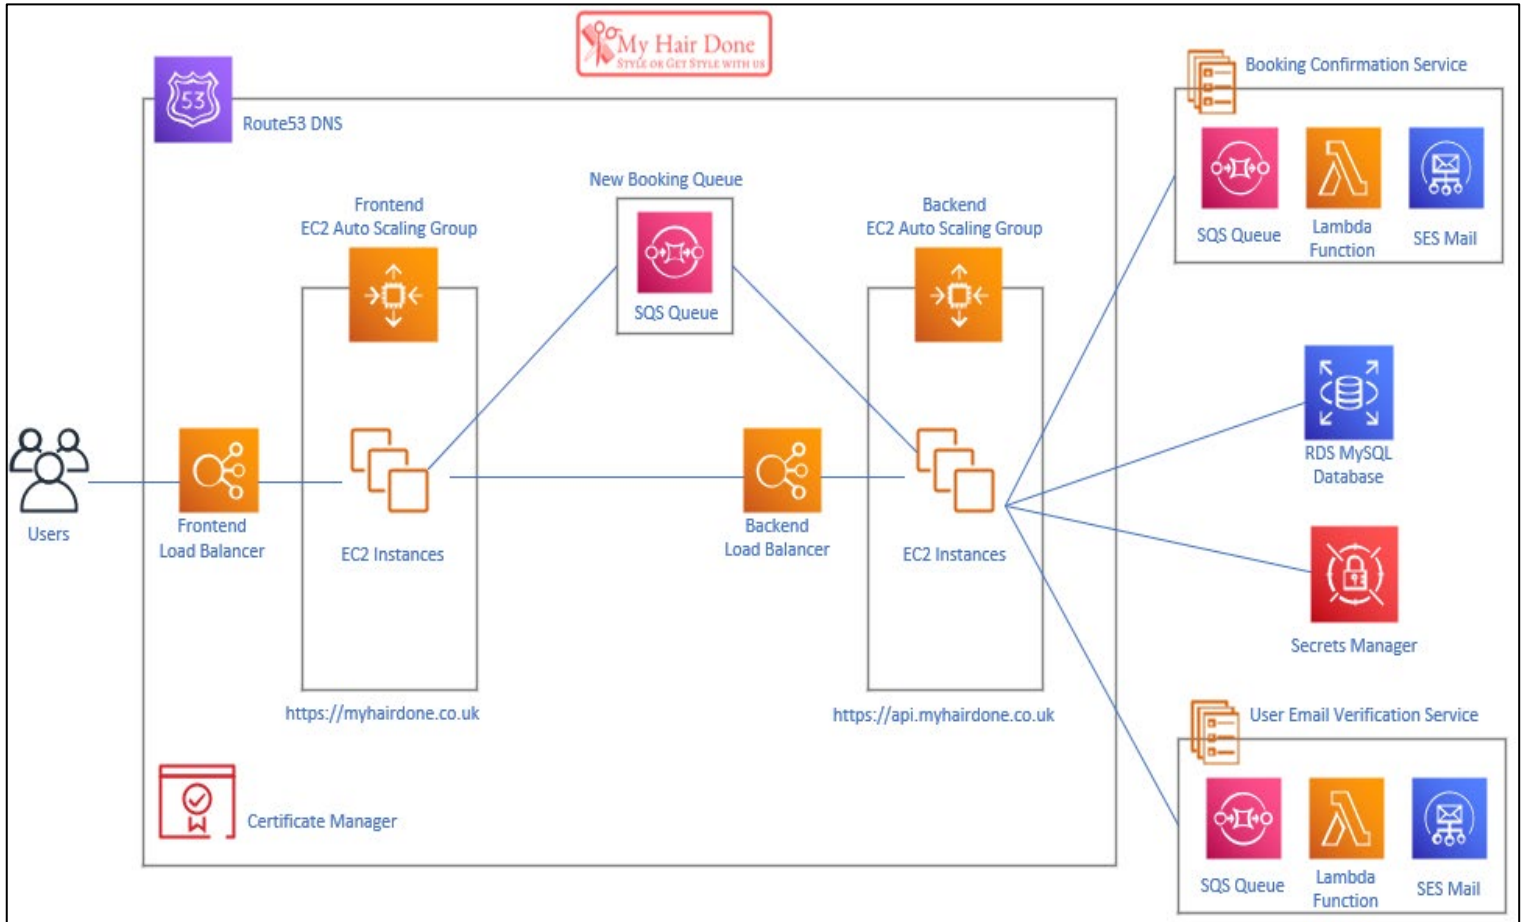 My Hair Done
STYLE OR GET STYLE WITH US
Booking Confirmation Service
53
Route53 DNS
New Booking Queue
Frontend
EC2 Auto Scaling Group
Backend
EC2 Auto Scaling Group
SQS Queue
Lambda
Function
SES Mail
SQS Queue
RDS MySQL
Database
Users
Frontend
Load Balancer
EC2 Instances
Backend
Load Balancer
EC2 Instances
Secrets Manager
https://myhairdone.co.uk
https://api.myhairdone.co.uk
User Email Verification Service
Certificate Manager
SQS Queue
Lambda
Function
SES Mail